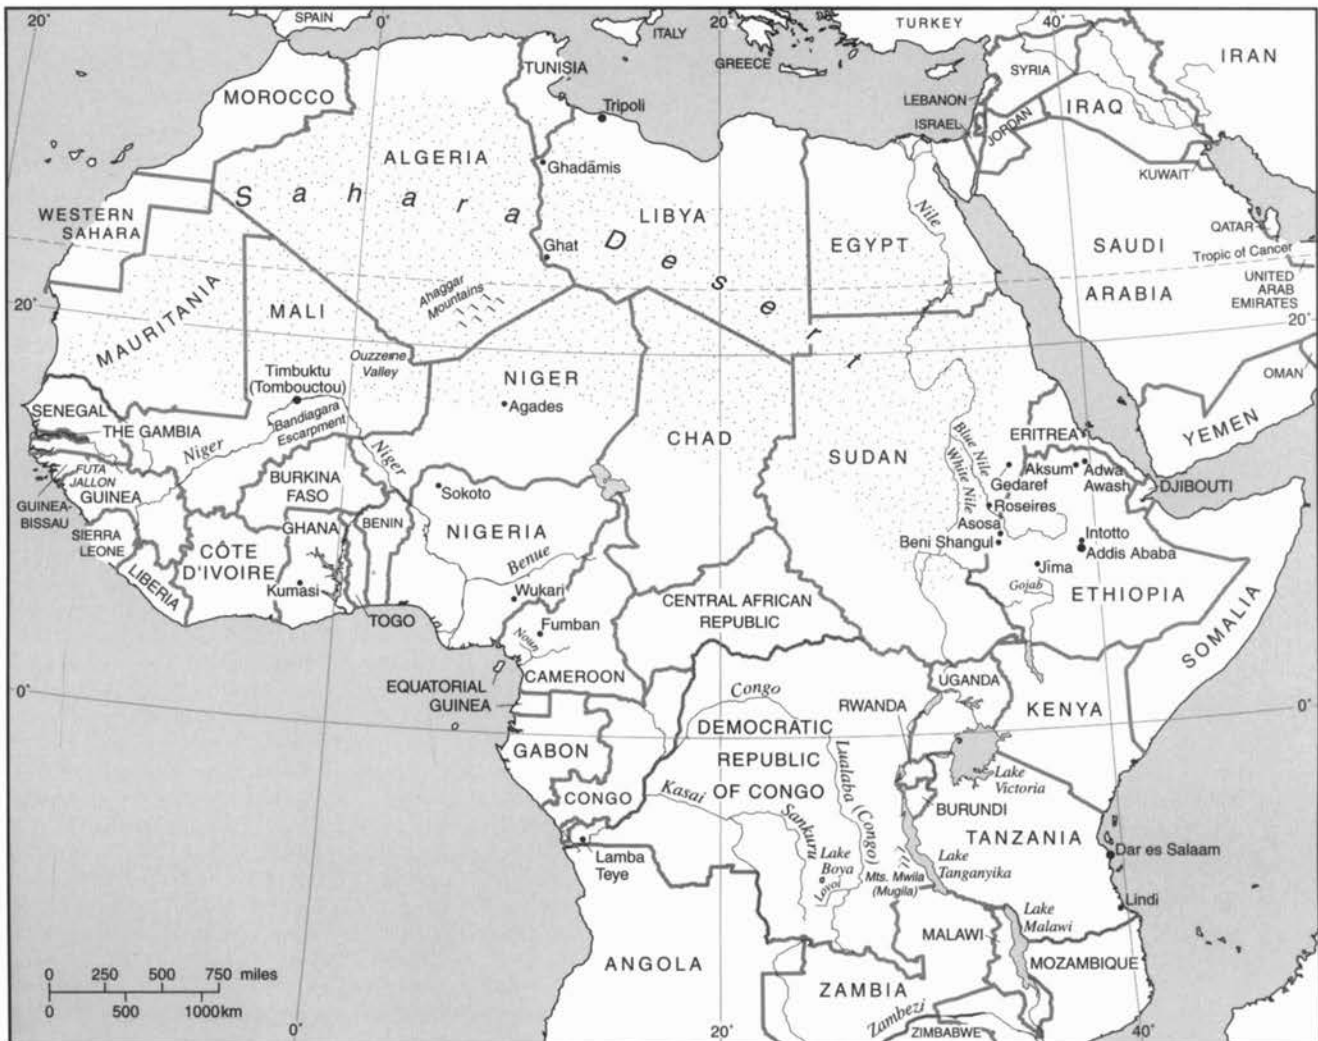 20˚
SPAIN
0˚
ITALY
20˚
GREECE
TURKEY
40˚
IRAN
SYRIA
LEBANON
ISRAEL
JORDAN
IRAQ
KUWAIT
QATAR
SAUDI
ARABIA
Tropic of Cancer
UNITED
ARAB
EMIRATES
20˚
OMAN
YEMEN
MOROCCO
TUNISIA
Tripoli
ALGERIA
Ghadāmis
Sahara Desert
LIBYA
EGYPT
Nile
WESTERN
SAHARA
Ghat
Ahaggar
Mountains
20˚
MAURITANIA
MALI
Ouzzeine
Valley
Timbuktu
(Tombouctou)
NIGER
Agades
CHAD
SUDAN
Blue Nile
White Nile
ERITREA
Aksum
Adwa
Awash
Gedaref
DJIBOUTI
Roseires
Asosa
Beni Shangul
Intotto
Addis Ababa
Jima
Gojab
ETHIOPIA
SOMALIA
SENEGAL
THE GAMBIA
Niger
Bandiagara
Escarpment
Niger
FUTA
JALLON
GUINEA
GUINEA-
BISSAU
BURKINA
FASO
Sokoto
SIERRA
LEONE
CÔTE
D'IVOIRE
GHANA
BENIN
NIGERIA
Benue
LIBERIA
Kumasi
Wukari
TOGO
Fumban
Noun
CENTRAL AFRICAN
REPUBLIC
CAMEROON
EQUATORIAL
GUINEA
0˚
Congo
RWANDA
UGANDA
KENYA
0˚
GABON
DEMOCRATIC
REPUBLIC
OF CONGO
Lualaba (Congo)
Lake
Victoria
CONGO
Kasai
Sankuru
BURUNDI
TANZANIA
Lamba
Teye
Lake
Boya
Lovoi
Mts. Mwila
(Mugila)
Lake
Tanganyika
Dar es Salaam
Lindi
Lake
Malawi
MALAWI
MOZAMBIQUE
ANGOLA
ZAMBIA
Zambezi
ZIMBABWE
0 250 500 750 miles
0 500 1000km
0˚
20˚
40˚